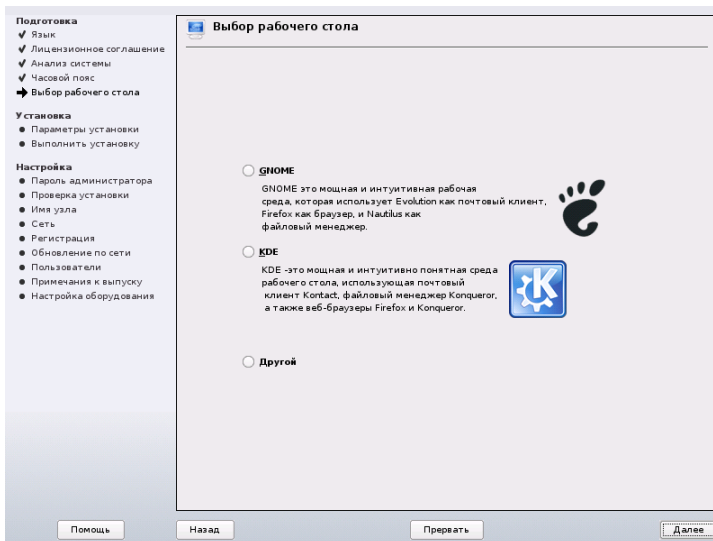 Подготовка
Язык
Лицензионное соглашение
Анализ системы
Часовой пояс
Выбор рабочего стола
Установка
Параметры установки
Выполнить установку
Настройка
Пароль администратора
Проверка установки
Имя узла
Сеть
Регистрация
Обновление по сети
Пользователи
Примечания к выпуску
Настройка оборудования
Выбор рабочего стола
GNOME
GNOME это мощная и интуитивная рабочая
среда, которая использует Evolution как почтовый клиент,
Firefox как браузер, и Nautilus как
файловый менеджер.
KDE
KDE -это мощная и интуитивно понятная среда
рабочего стола, использующая почтовый
клиент Kontact, файловый менеджер Konqueror,
а также веб-браузеры Firefox и Konqueror.
Другой
Помощь
Назад
Прервать
Далее